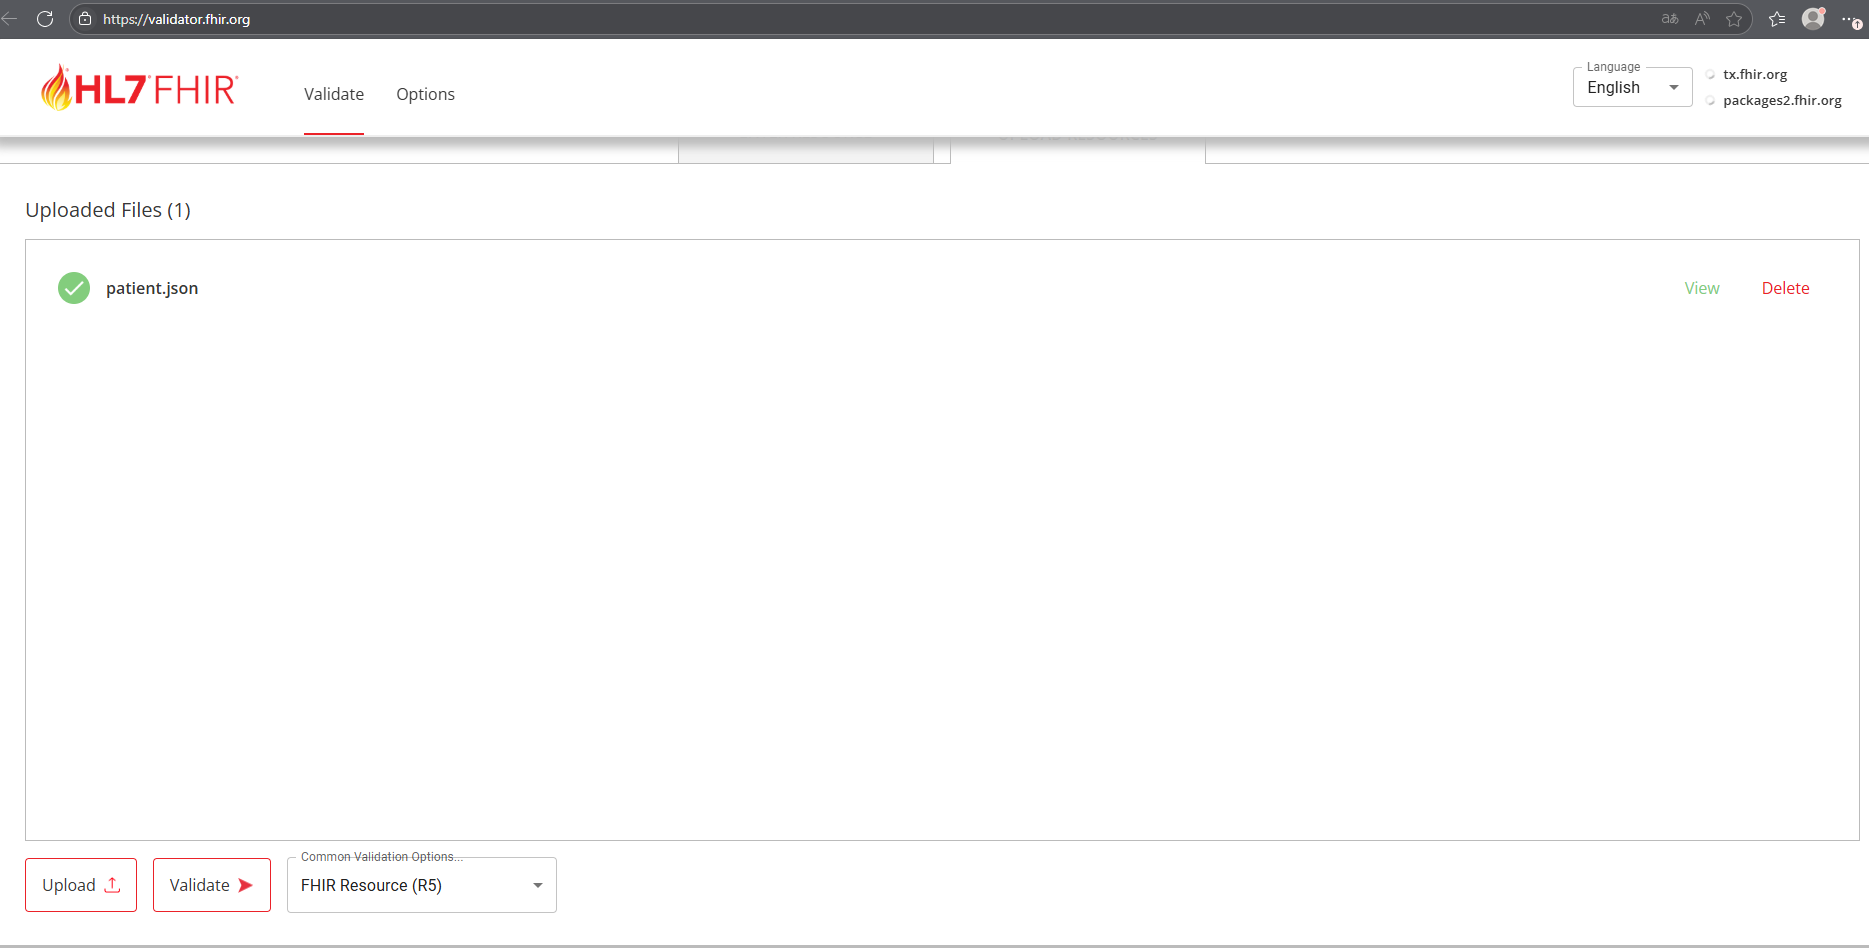 https://validator.fhir.org
HL7 FHIR
Validate
Options
Language
English
tx.fhir.org
packages2.fhir.org
Uploaded Files (1)
patient.json
View
Delete
Upload
Validate
Common Validation Options...
FHIR Resource (R5)